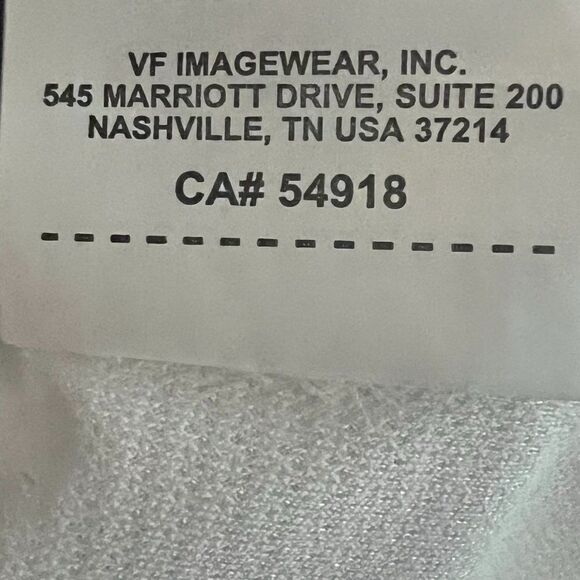 VF IMAGEWEAR, INC.
545 MARRIOTT DRIVE, SUITE 200
NASHVILLE, TN USA 37214
CA# 54918